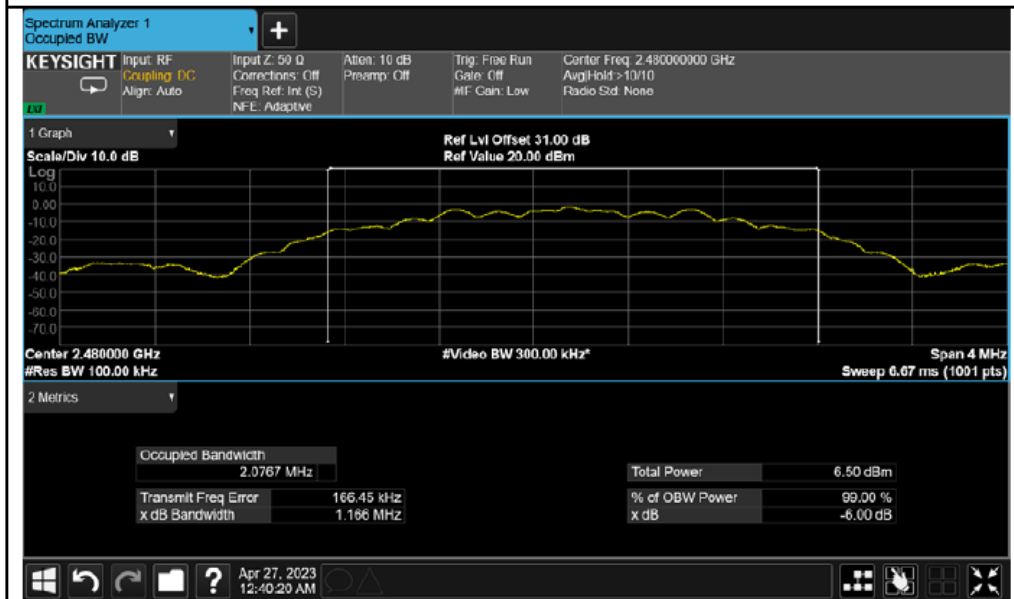 Spectrum Analyzer 1
Occupied BW
+
KEYSIGHT Input: RF Input Z: 50 Ω Atten: 10 dB Trig: Free Run Center Freq: 2.480000000 GHz
Coupling: DC Corrections: Off Preamp: Off Gate: Off Avg|Hold:>10/10
Align: Auto Freq Ref: Int (S) #IF Gain: Low Radio Std: None
LXI NFE: Adaptive
1 Graph
Ref Lvl Offset 31.00 dB
Scale/Div 10.0 dB Ref Value 20.00 dBm
Log
10.0
0.00
-10.0
-20.0
-30.0
-40.0
-50.0
-60.0
-70.0
Center 2.480000 GHz #Video BW 300.00 kHz* Span 4 MHz
#Res BW 100.00 kHz Sweep 6.67 ms (1001 pts)
2 Metrics
Occupied Bandwidth
2.0767 MHz Total Power 6.50 dBm
Transmit Freq Error 166.45 kHz % of OBW Power 99.00 %
x dB Bandwidth 1.166 MHz x dB -6.00 dB
?
Apr 27, 2023
12:40:20 AM